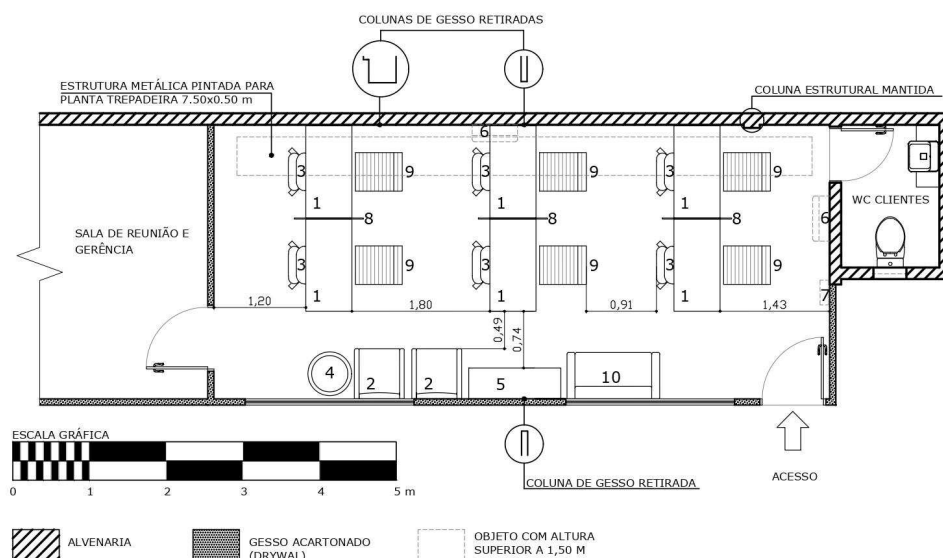 COLUNAS DE GESSO RETIRADAS
ESTRUTURA METÁLICA PINTADA PARA
PLANTA TREPADEIRA 7.50x0.50 m
COLUNA ESTRUTURAL MANTIDA
6
3 9 3 9 3 9
1 1 1
WC CLIENTES
6
8 8 8
SALA DE REUNIÃO E
GERÊNCIA
3 9 3 9 3 9
7
1 1 1
1,20 1,80 0,91 1,43
0,49
0,74
4 2 2 5 10
ESCALA GRÁFICA
ACESSO
COLUNA DE GESSO RETIRADA
0 1 2 3 4 5 m
ALVENARIA
GESSO ACARTONADO
(DRYWAL)
OBJETO COM ALTURA
SUPERIOR A 1,50 M